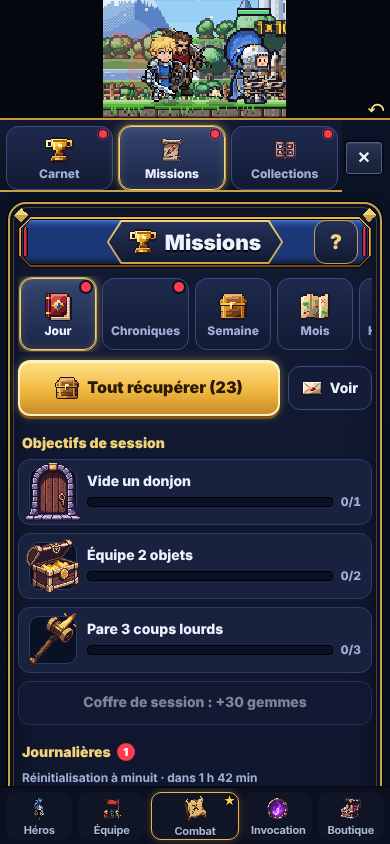 1×10
Carnet
Missions
Collections
×
Missions
?
Jour
Chroniques
Semaine
Mois
Tout récupérer (23)
Voir
Objectifs de session
Vide un donjon
0/1
Équipe 2 objets
0/2
Pare 3 coups lourds
0/3
Coffre de session : +30 gemmes
Journalières 1
Réinitialisation à minuit · dans 1 h 42 min
Héros
Équipe
Combat
Invocation
Boutique